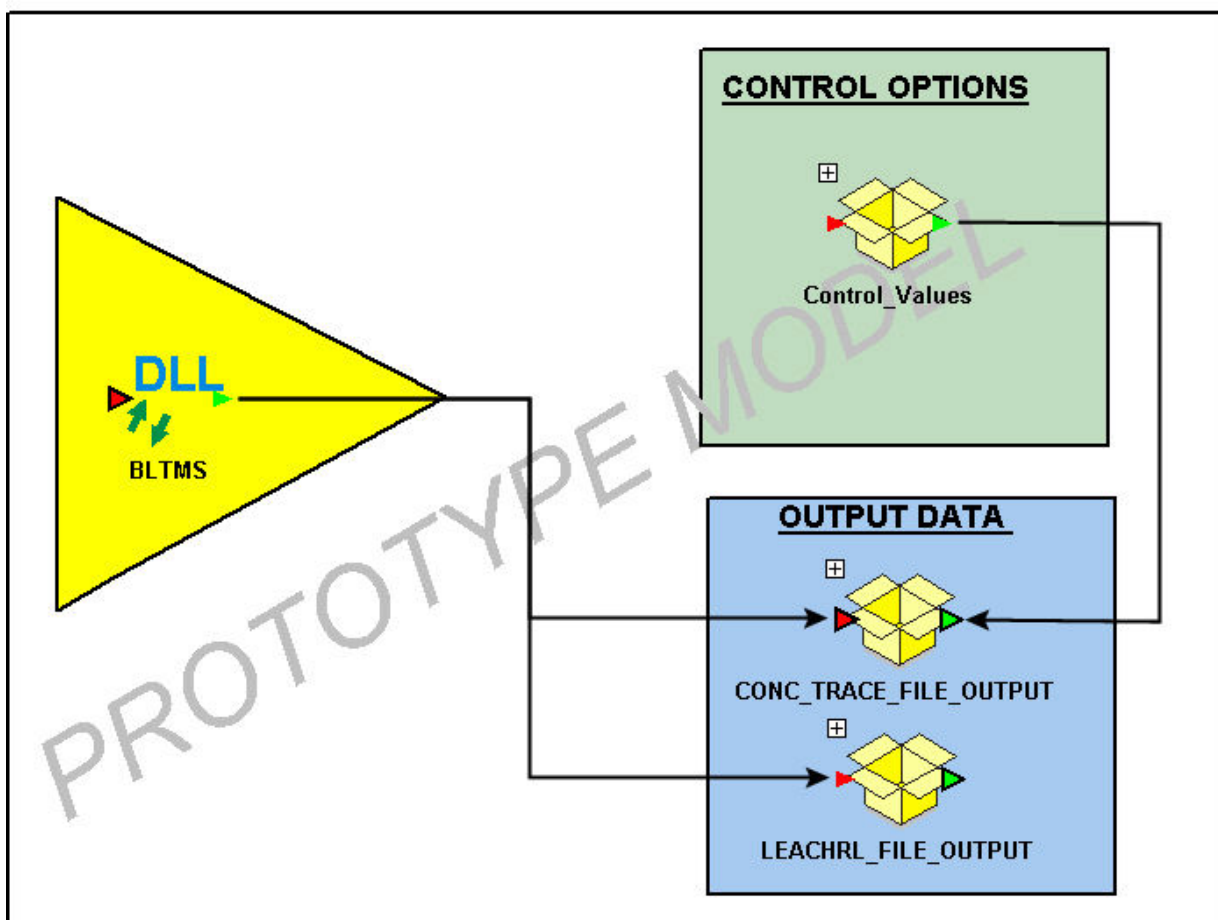 CONTROL OPTIONS
Control_Values
DLL
BLTMS
PROTOTYPE MODEL
OUTPUT DATA
CONC_TRACE_FILE_OUTPUT
LEACHRL_FILE_OUTPUT